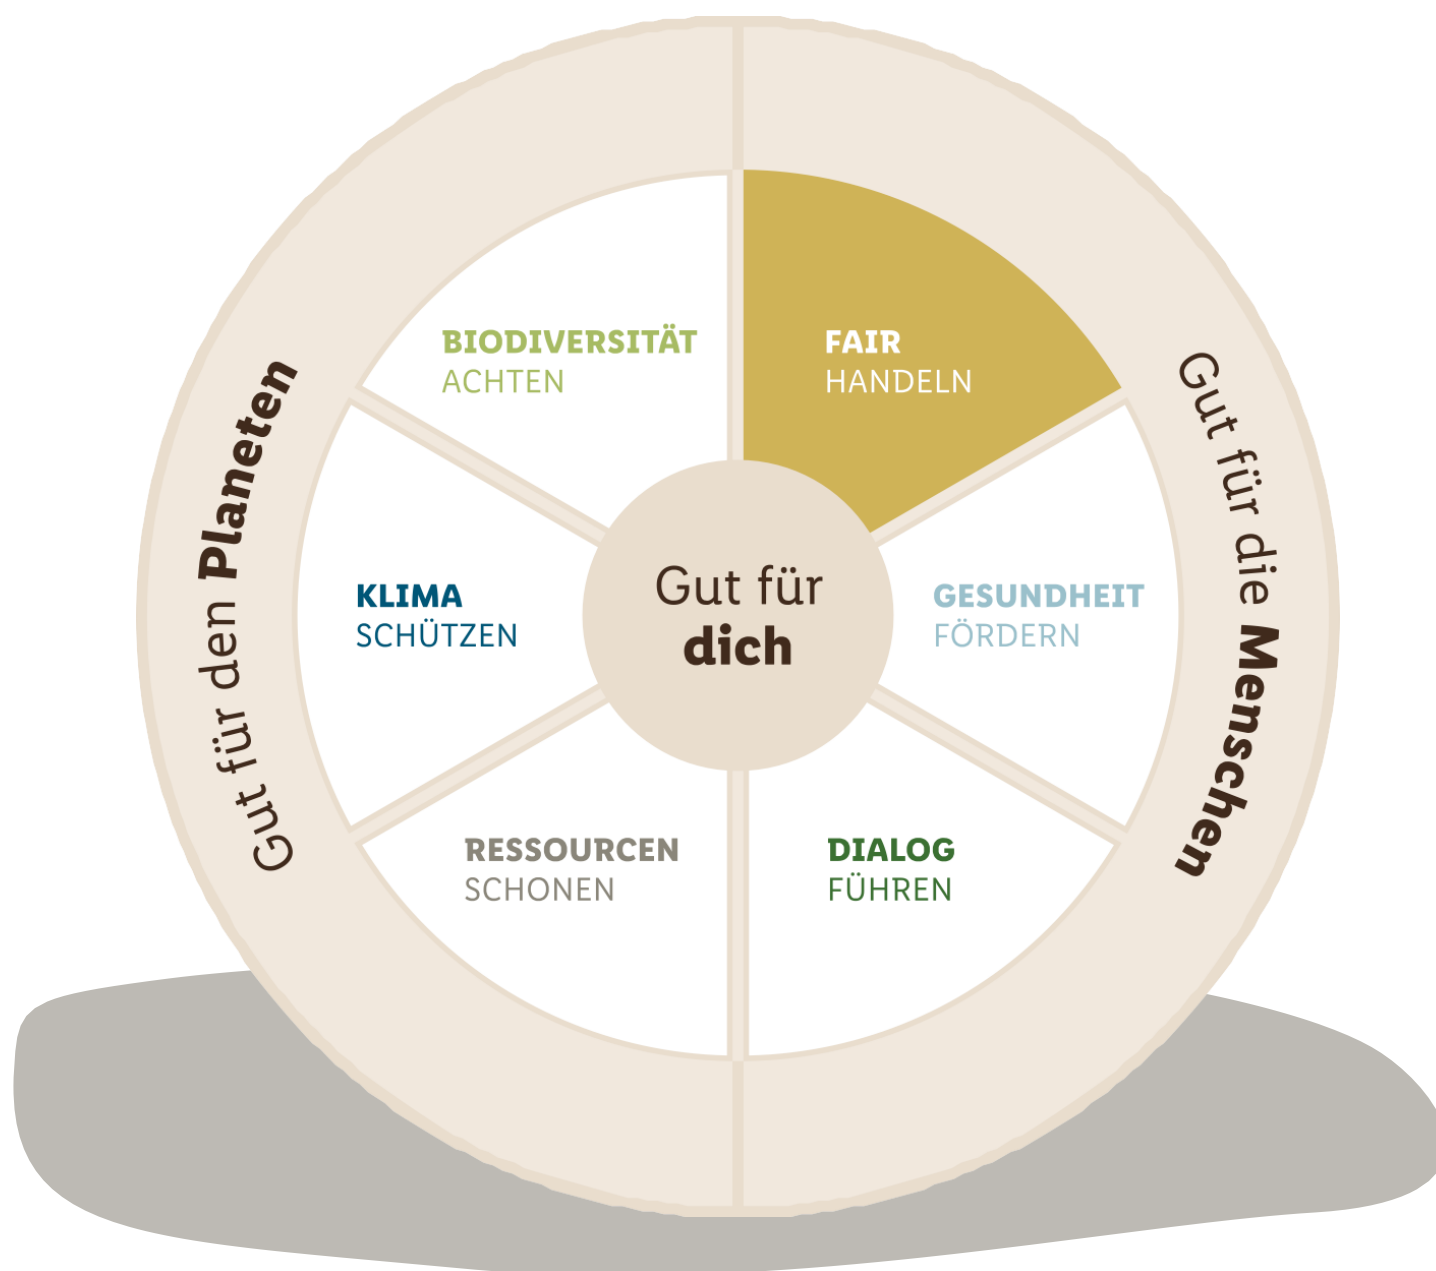 BIODIVERSITÄT
ACHTEN
FAIR
HANDELN
Gut für den Planeten
KLIMA
SCHÜTZEN
Gut für
dich
GESUNDHEIT
FÖRDERN
Gut für die Menschen
RESSOURCEN
SCHONEN
DIALOG
FÜHREN